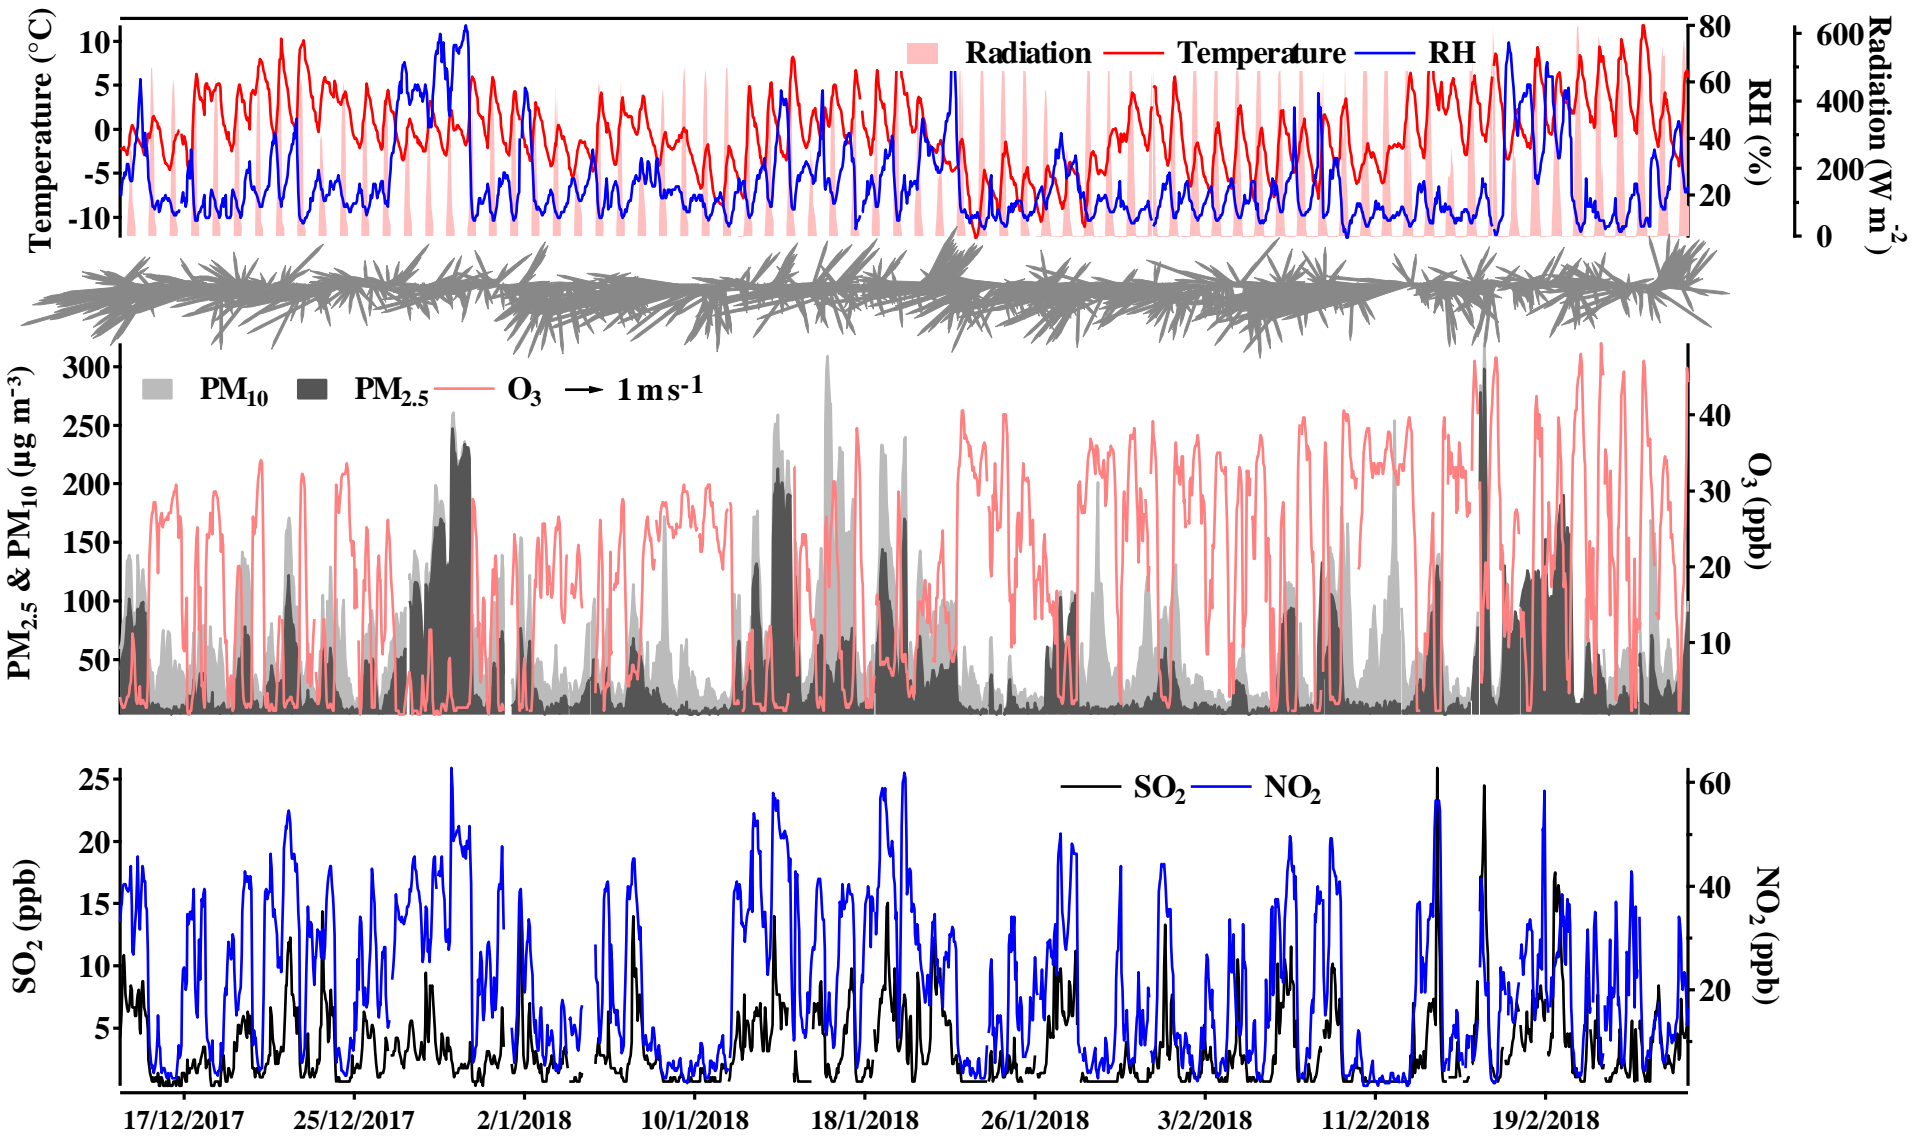 Temperature (°C)
10
5
0
-5
-10
Radiation
Temperature
RH
80
60
40
20
RH (%)
600
400
200
0
Radiation (W m⁻²)
PM₂.₅ & PM₁₀ (µg m⁻³)
300
250
200
150
100
50
PM₁₀
PM₂.₅
O₃
1 m s⁻¹
40
30
20
10
O₃ (ppb)
SO₂ (ppb)
25
20
15
10
5
SO₂
NO₂
60
40
20
NO₂ (ppb)
17/12/2017
25/12/2017
2/1/2018
10/1/2018
18/1/2018
26/1/2018
3/2/2018
11/2/2018
19/2/2018